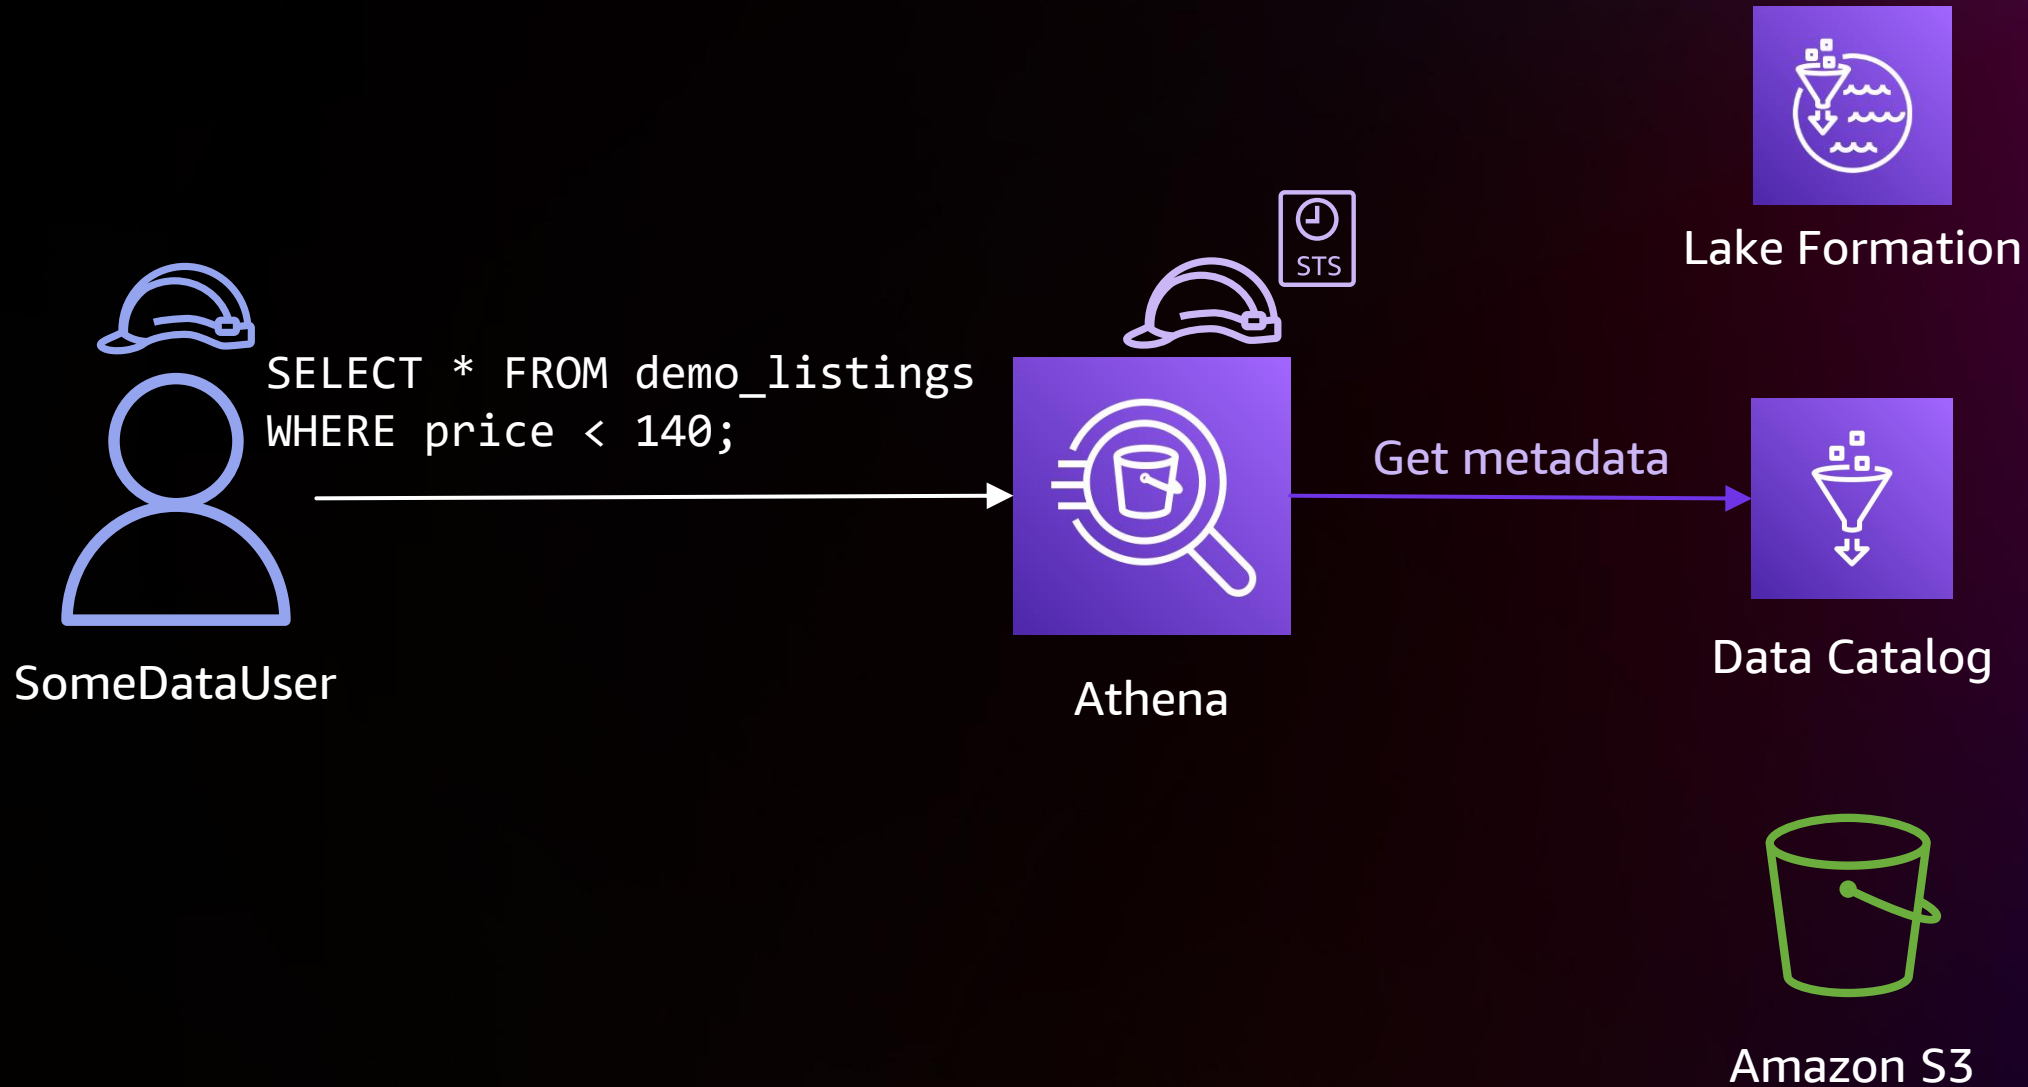 Lake Formation
STS
SELECT * FROM demo_listings
WHERE price < 140;
Get metadata
SomeDataUser
Athena
Data Catalog
Amazon S3